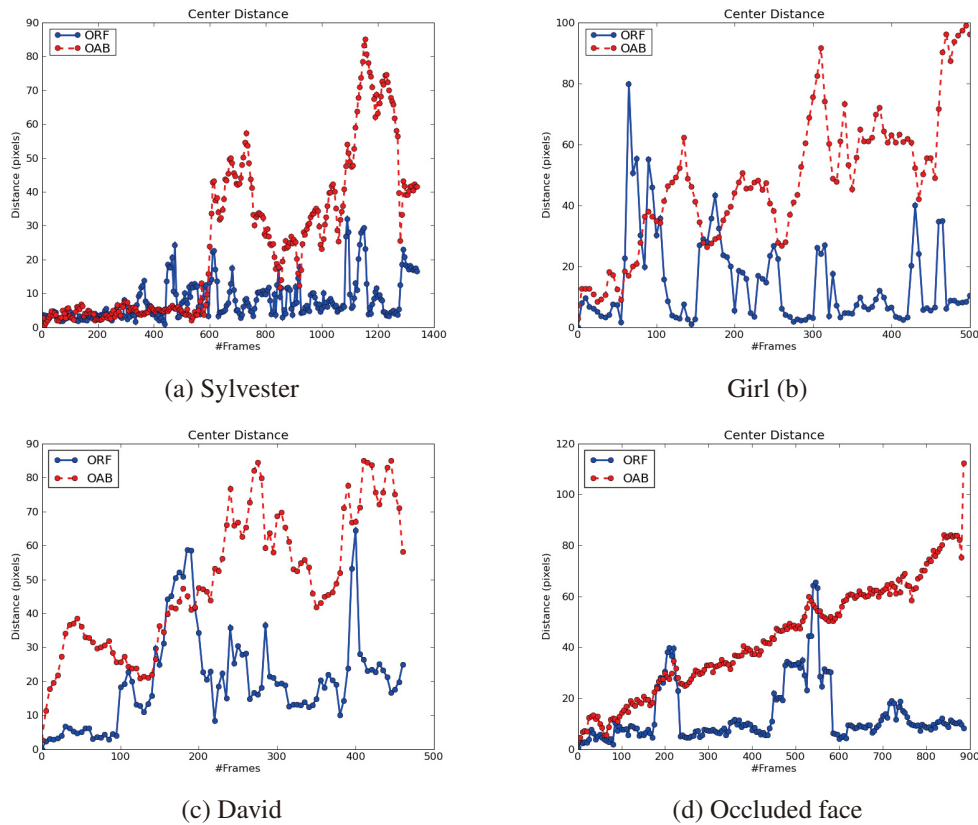 Center Distance
ORF
OAB
Distance (pixels)
90
80
70
60
50
40
30
20
10
0
0 200 400 600 800 1000 1200 1400
#Frames
(a) Sylvester
Center Distance
ORF
OAB
Distance (pixels)
100
80
60
40
20
0
0 100 200 300 400 500
#Frames
Girl (b)
Center Distance
ORF
OAB
Distance (pixels)
90
80
70
60
50
40
30
20
10
0
0 100 200 300 400 500
#Frames
(c) David
Center Distance
ORF
OAB
Distance (pixels)
120
100
80
60
40
20
0
0 100 200 300 400 500 600 700 800 900
#Frames
(d) Occluded face